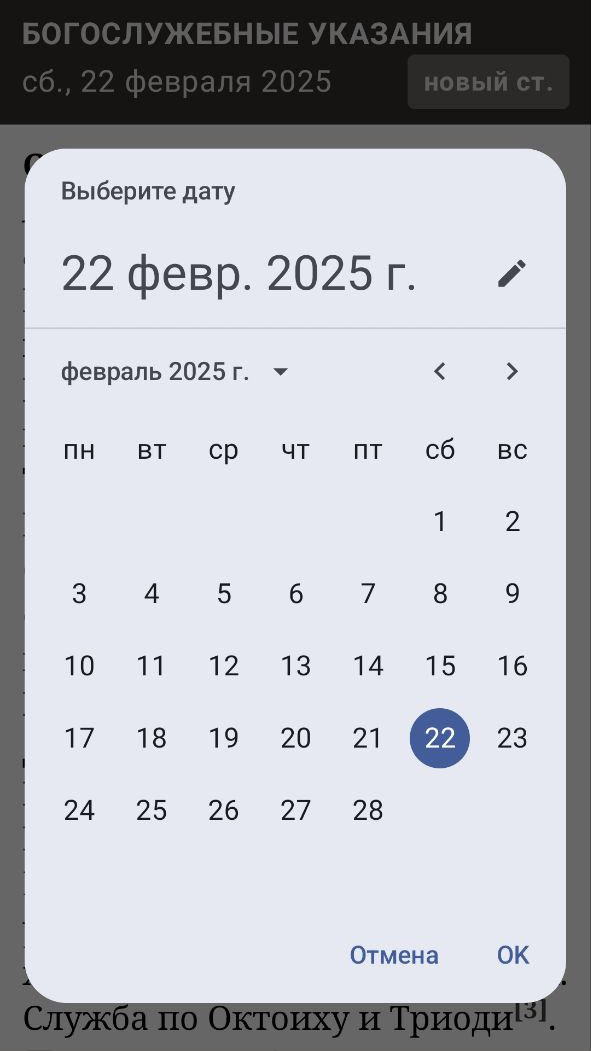 БОГОСЛУЖЕБНЫЕ УКАЗАНИЯ
сб., 22 февраля 2025
новый ст.
Выберите дату
22 февр. 2025 г.
февраль 2025 г.
пн вт ср чт пт сб вс
1 2
3 4 5 6 7 8 9
10 11 12 13 14 15 16
17 18 19 20 21 22 23
24 25 26 27 28
Отмена OK
Служба по Октоиху и Триоди[3].